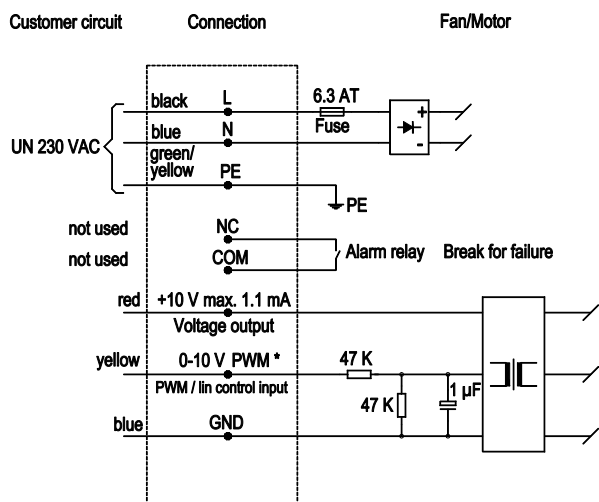 Customer circuit Connection Fan/Motor
black L 6.3 AT
Fuse
UN 230 VAC
blue N
green/
yellow PE
PE
+
-
not used NC
Alarm relay Break for failure
not used COM
red +10 V max. 1.1 mA
Voltage output
yellow 0-10 V PWM * 47 K
PWM / lin control input
47 K 1 µF
blue GND